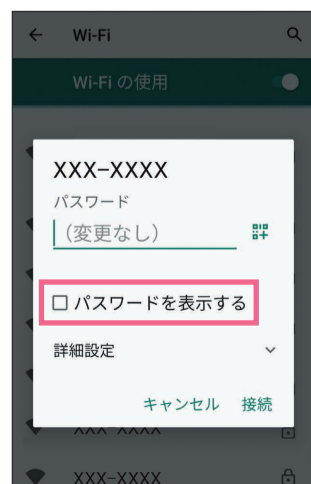 Wi-Fi
Wi-Fi の使用
XXX-XXXX
パスワード
(変更なし)
パスワードを表示する
詳細設定
キャンセル 接続
XXX-XXXX
XXX-XXXX